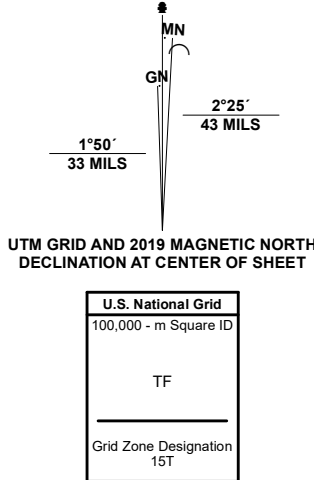 MN
GN
2°25´
43 MILS
1°50´
33 MILS
UTM GRID AND 2019 MAGNETIC NORTH
DECLINATION AT CENTER OF SHEET
U.S. National Grid
100,000 - m Square ID
TF
Grid Zone Designation
15T